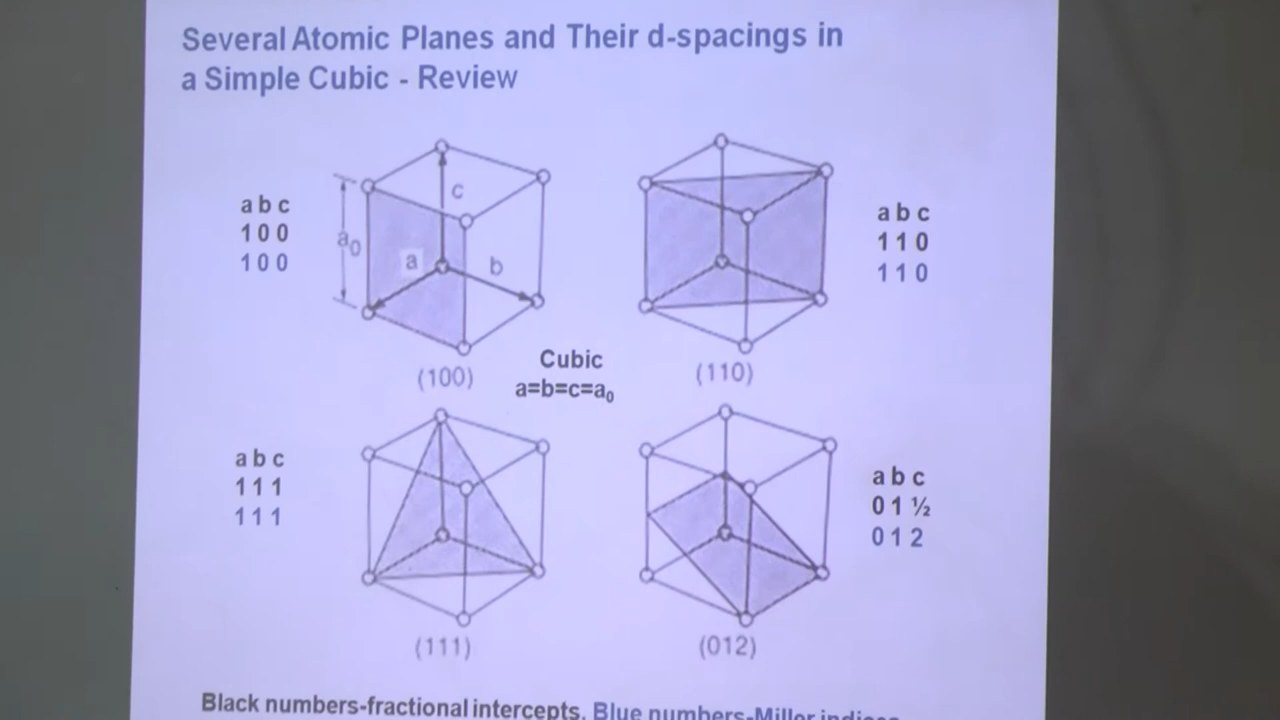 Several Atomic Planes and Their d-spacings in
a Simple Cubic - Review
a b c
1 0 0
1 0 0
a₀
a
b
c
(100)
a b c
1 1 0
1 1 0
(110)
Cubic
a=b=c=a₀
a b c
1 1 1
1 1 1
(111)
a b c
0 1 ½
0 1 2
(012)
Black numbers-fractional intercepts, Blue numbers-Miller indices